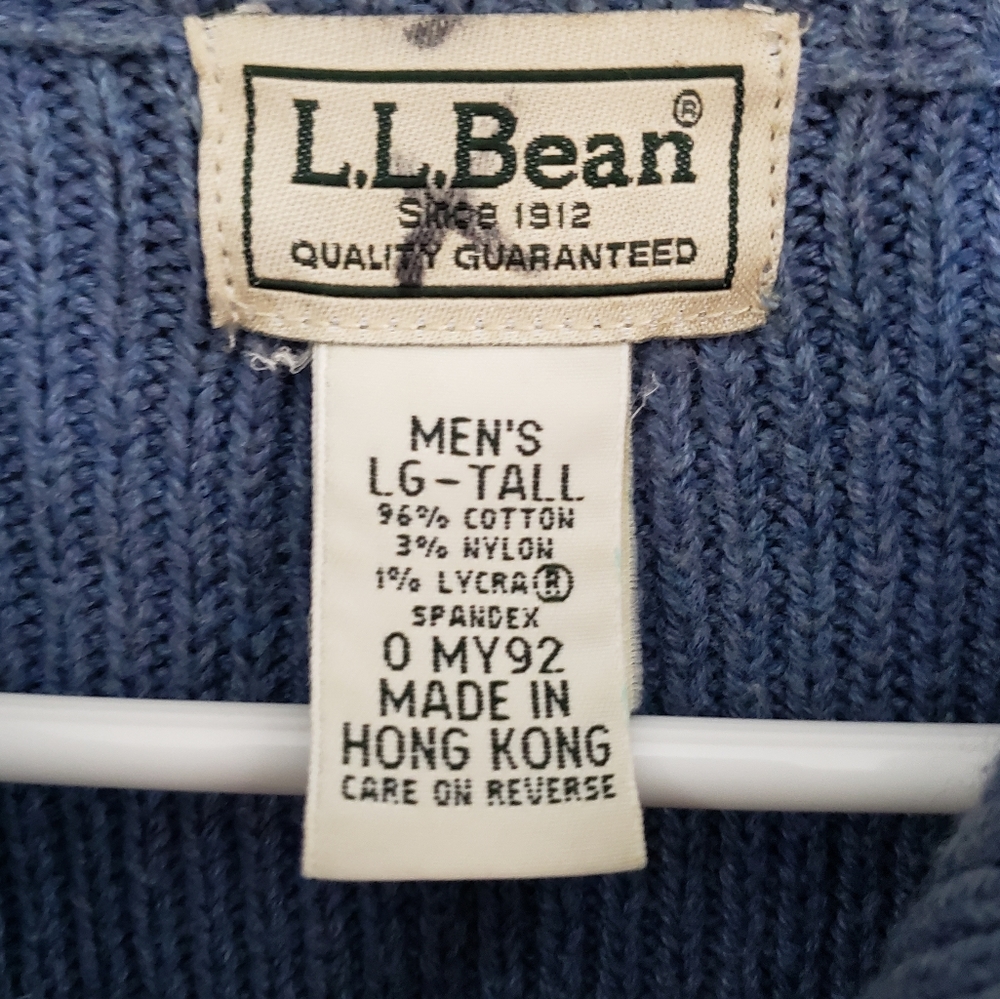 L.L.Bean®
Since 1912
QUALITY GUARANTEED
MEN'S
LG-TALL
96% COTTON
3% NYLON
1% LYCRA®
SPANDEX
0 MY92
MADE IN
HONG KONG
CARE ON REVERSE